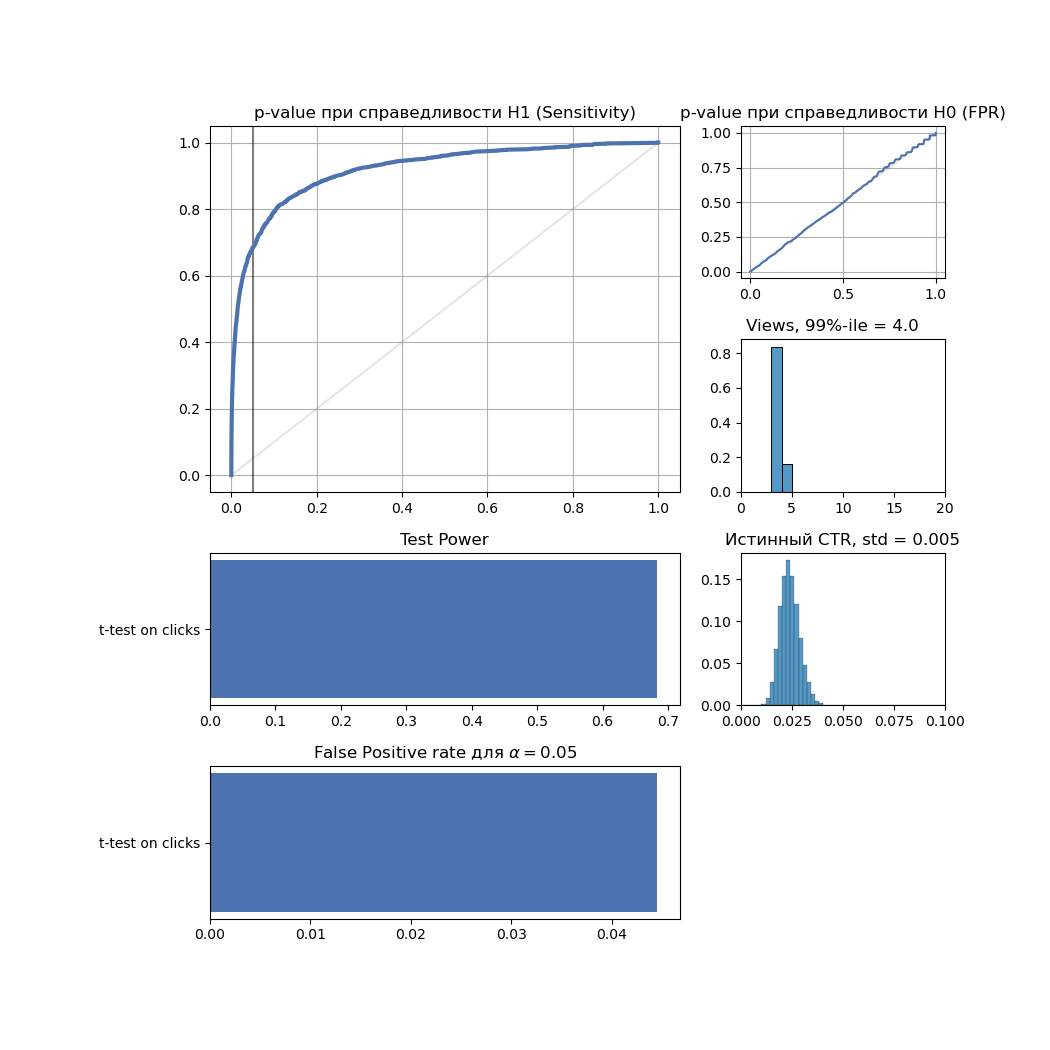 p-value при справедливости H1 (Sensitivity)
1.0
0.8
0.6
0.4
0.2
0.0
0.0 0.2 0.4 0.6 0.8 1.0
p-value при справедливости H0 (FPR)
1.00
0.75
0.50
0.25
0.00
0.0 0.5 1.0
Views, 99%-ile = 4.0
0.8
0.6
0.4
0.2
0.0
0 5 10 15 20
Test Power
t-test on clicks
0.0 0.1 0.2 0.3 0.4 0.5 0.6 0.7
Истинный CTR, std = 0.005
0.15
0.10
0.05
0.00
0.000 0.025 0.050 0.075 0.100
False Positive rate для α = 0.05
t-test on clicks
0.00 0.01 0.02 0.03 0.04